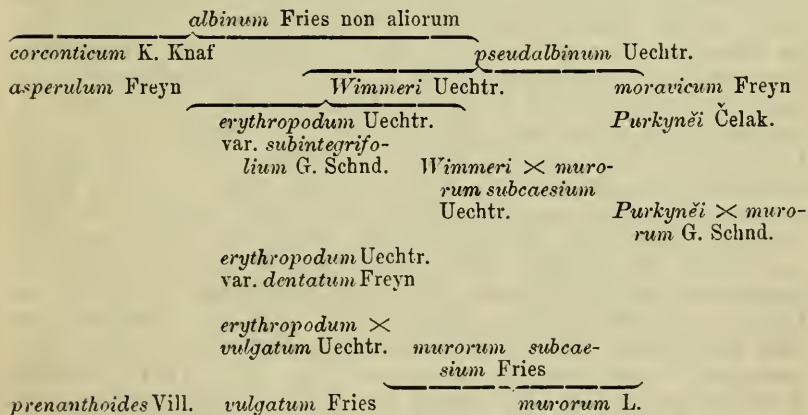 albinum Fries non aliorum
corconticum K. Knaf pseudalbinum Uechtr.
asperulum Freyn Wimmeri Uechtr. moravicum Freyn
erythropodum Uechtr. Purkyněi Čelak.
var. subintegrifo-
lium G. Schnd. Wimmeri × muro-
rum subcaesium
Uechtr. Purkyněi × muro-
rum G. Schnd.
erythropodum Uechtr.
var. dentatum Freyn
erythropodum ×
vulgatum Uechtr. murorum subcae-
sium Fries
prenanthoides Vill. vulgatum Fries murorum L.